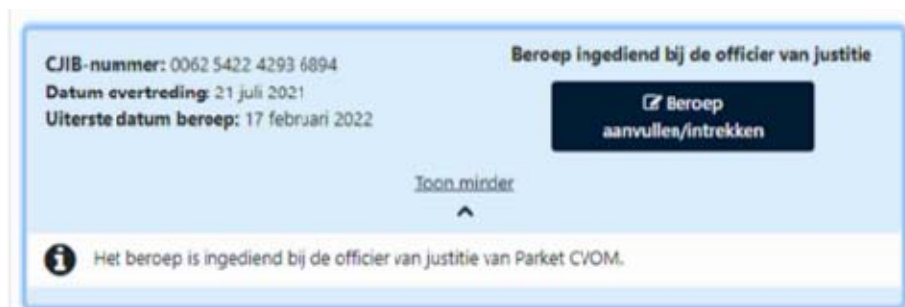 CJIB-nummer: 0062 5422 4293 6894
Datum evertreding: 21 juli 2021
Uiterste datum beroep: 17 februari 2022
Beroep ingediend bij de officier van justitie
Beroep
aanvullen/intrekken
Toon minder
Het beroep is ingediend bij de officier van justitie van Parket CVOM.